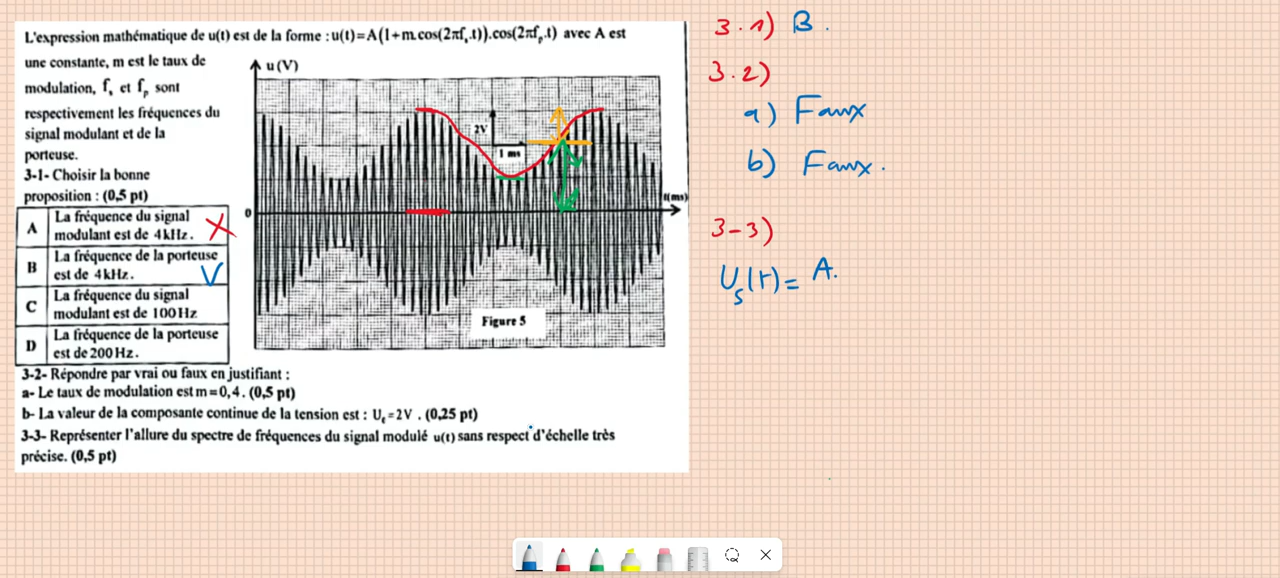 L'expression mathématique de u(t) est de la forme : u(t)=A(1+m.cos(2πfₛ.t)).cos(2πfₚ.t) avec A est
une constante, m est le taux de
modulation, fₛ et fₚ sont
respectivement les fréquences du
signal modulant et de la
porteuse.
3-1- Choisir la bonne
proposition : (0,5 pt)
A La fréquence du signal
modulant est de 4kHz.
B La fréquence de la porteuse
est de 4kHz.
C La fréquence du signal
modulant est de 100Hz
D La fréquence de la porteuse
est de 200Hz.
u(V)
2V
1 ms
t(ms)
0
Figure 5
3-2- Répondre par vrai ou faux en justifiant :
a- Le taux de modulation est m=0,4. (0,5 pt)
b- La valeur de la composante continue de la tension est : Uₜ=2V . (0,25 pt)
3-3- Représenter l'allure du spectre de fréquences du signal modulé u(t) sans respect d'échelle très
précise. (0,5 pt)
3.1) B.
3.2)
a) Faux
b) Faux.
3-3)
Uₛ(t)= A.